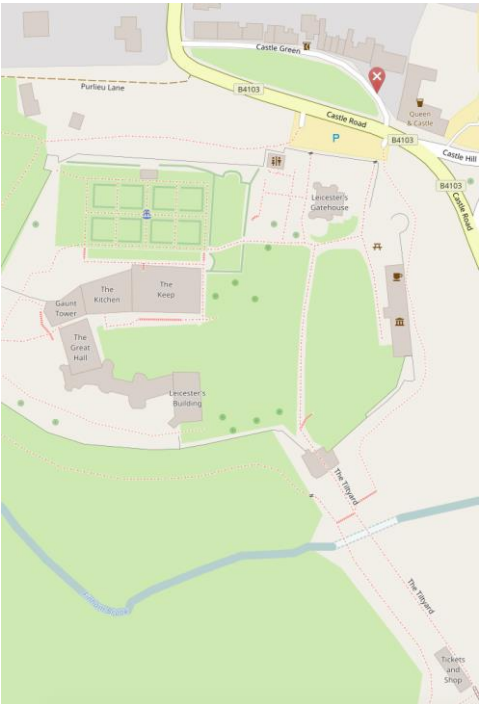 Castle Green
Purlieu Lane
B4103
Castle Road
P
Queen
& Castle
B4103
Castle Hill
B4103
Castle Road
Leicester's
Gatehouse
The
Keep
The
Kitchen
Gaunt
Tower
The
Great
Hall
Leicester's
Building
The Tiltyard
The Tiltyard
Tickets
and
Shop